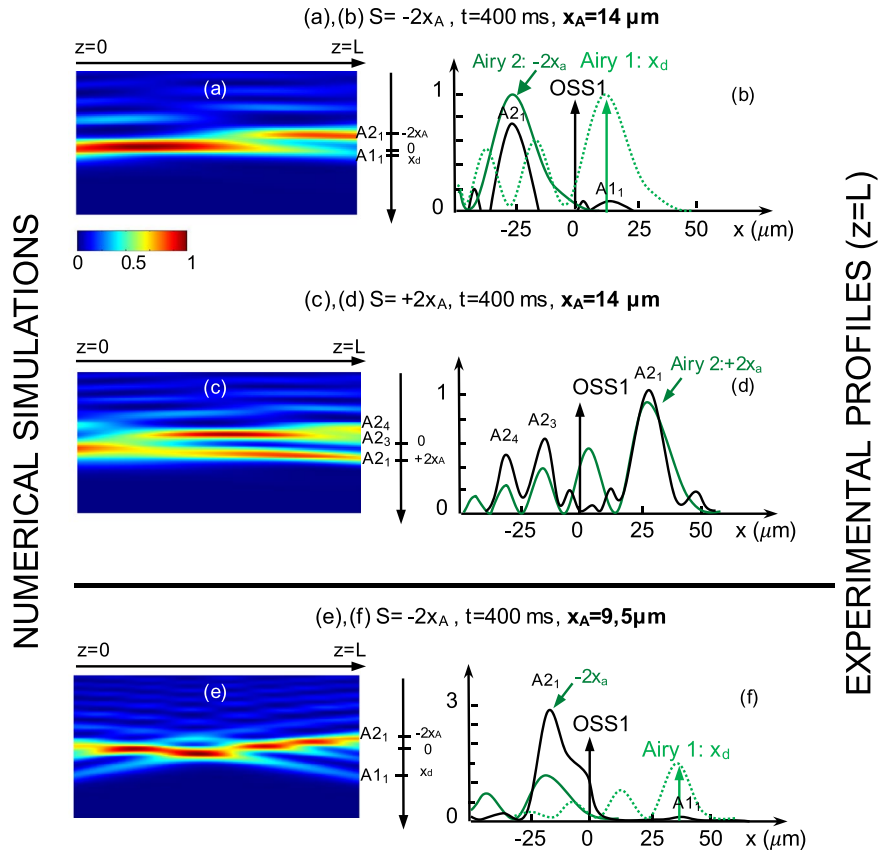 (a),(b) S= -2xA , t=400 ms, xA=14 µm
z=0 z=L
(a)
A2₁ -2xA
0
A1₁ xd
0 0.5 1
Airy 2: -2xa
Airy 1: xd
OSS1
(b)
A2₁
A1₁
1
0
-25 0 25 50 x (µm)
NUMERICAL SIMULATIONS
EXPERIMENTAL PROFILES (z=L)
(c),(d) S= +2xA, t=400 ms, xA=14 µm
z=0 z=L
(c)
A2₄
A2₃ 0
A2₁ +2xA
A2₁
Airy 2:+2xa
OSS1
(d)
A2₄ A2₃
1
0
-25 0 25 50 x (µm)
(e),(f) S= -2xA , t=400 ms, xA=9,5µm
z=0 z=L
(e)
A2₁ -2xA
0
A1₁ xd
3
A2₁ -2xa
OSS1
(f)
Airy 1: xd
A1₁
0
-25 0 25 50 x (µm)